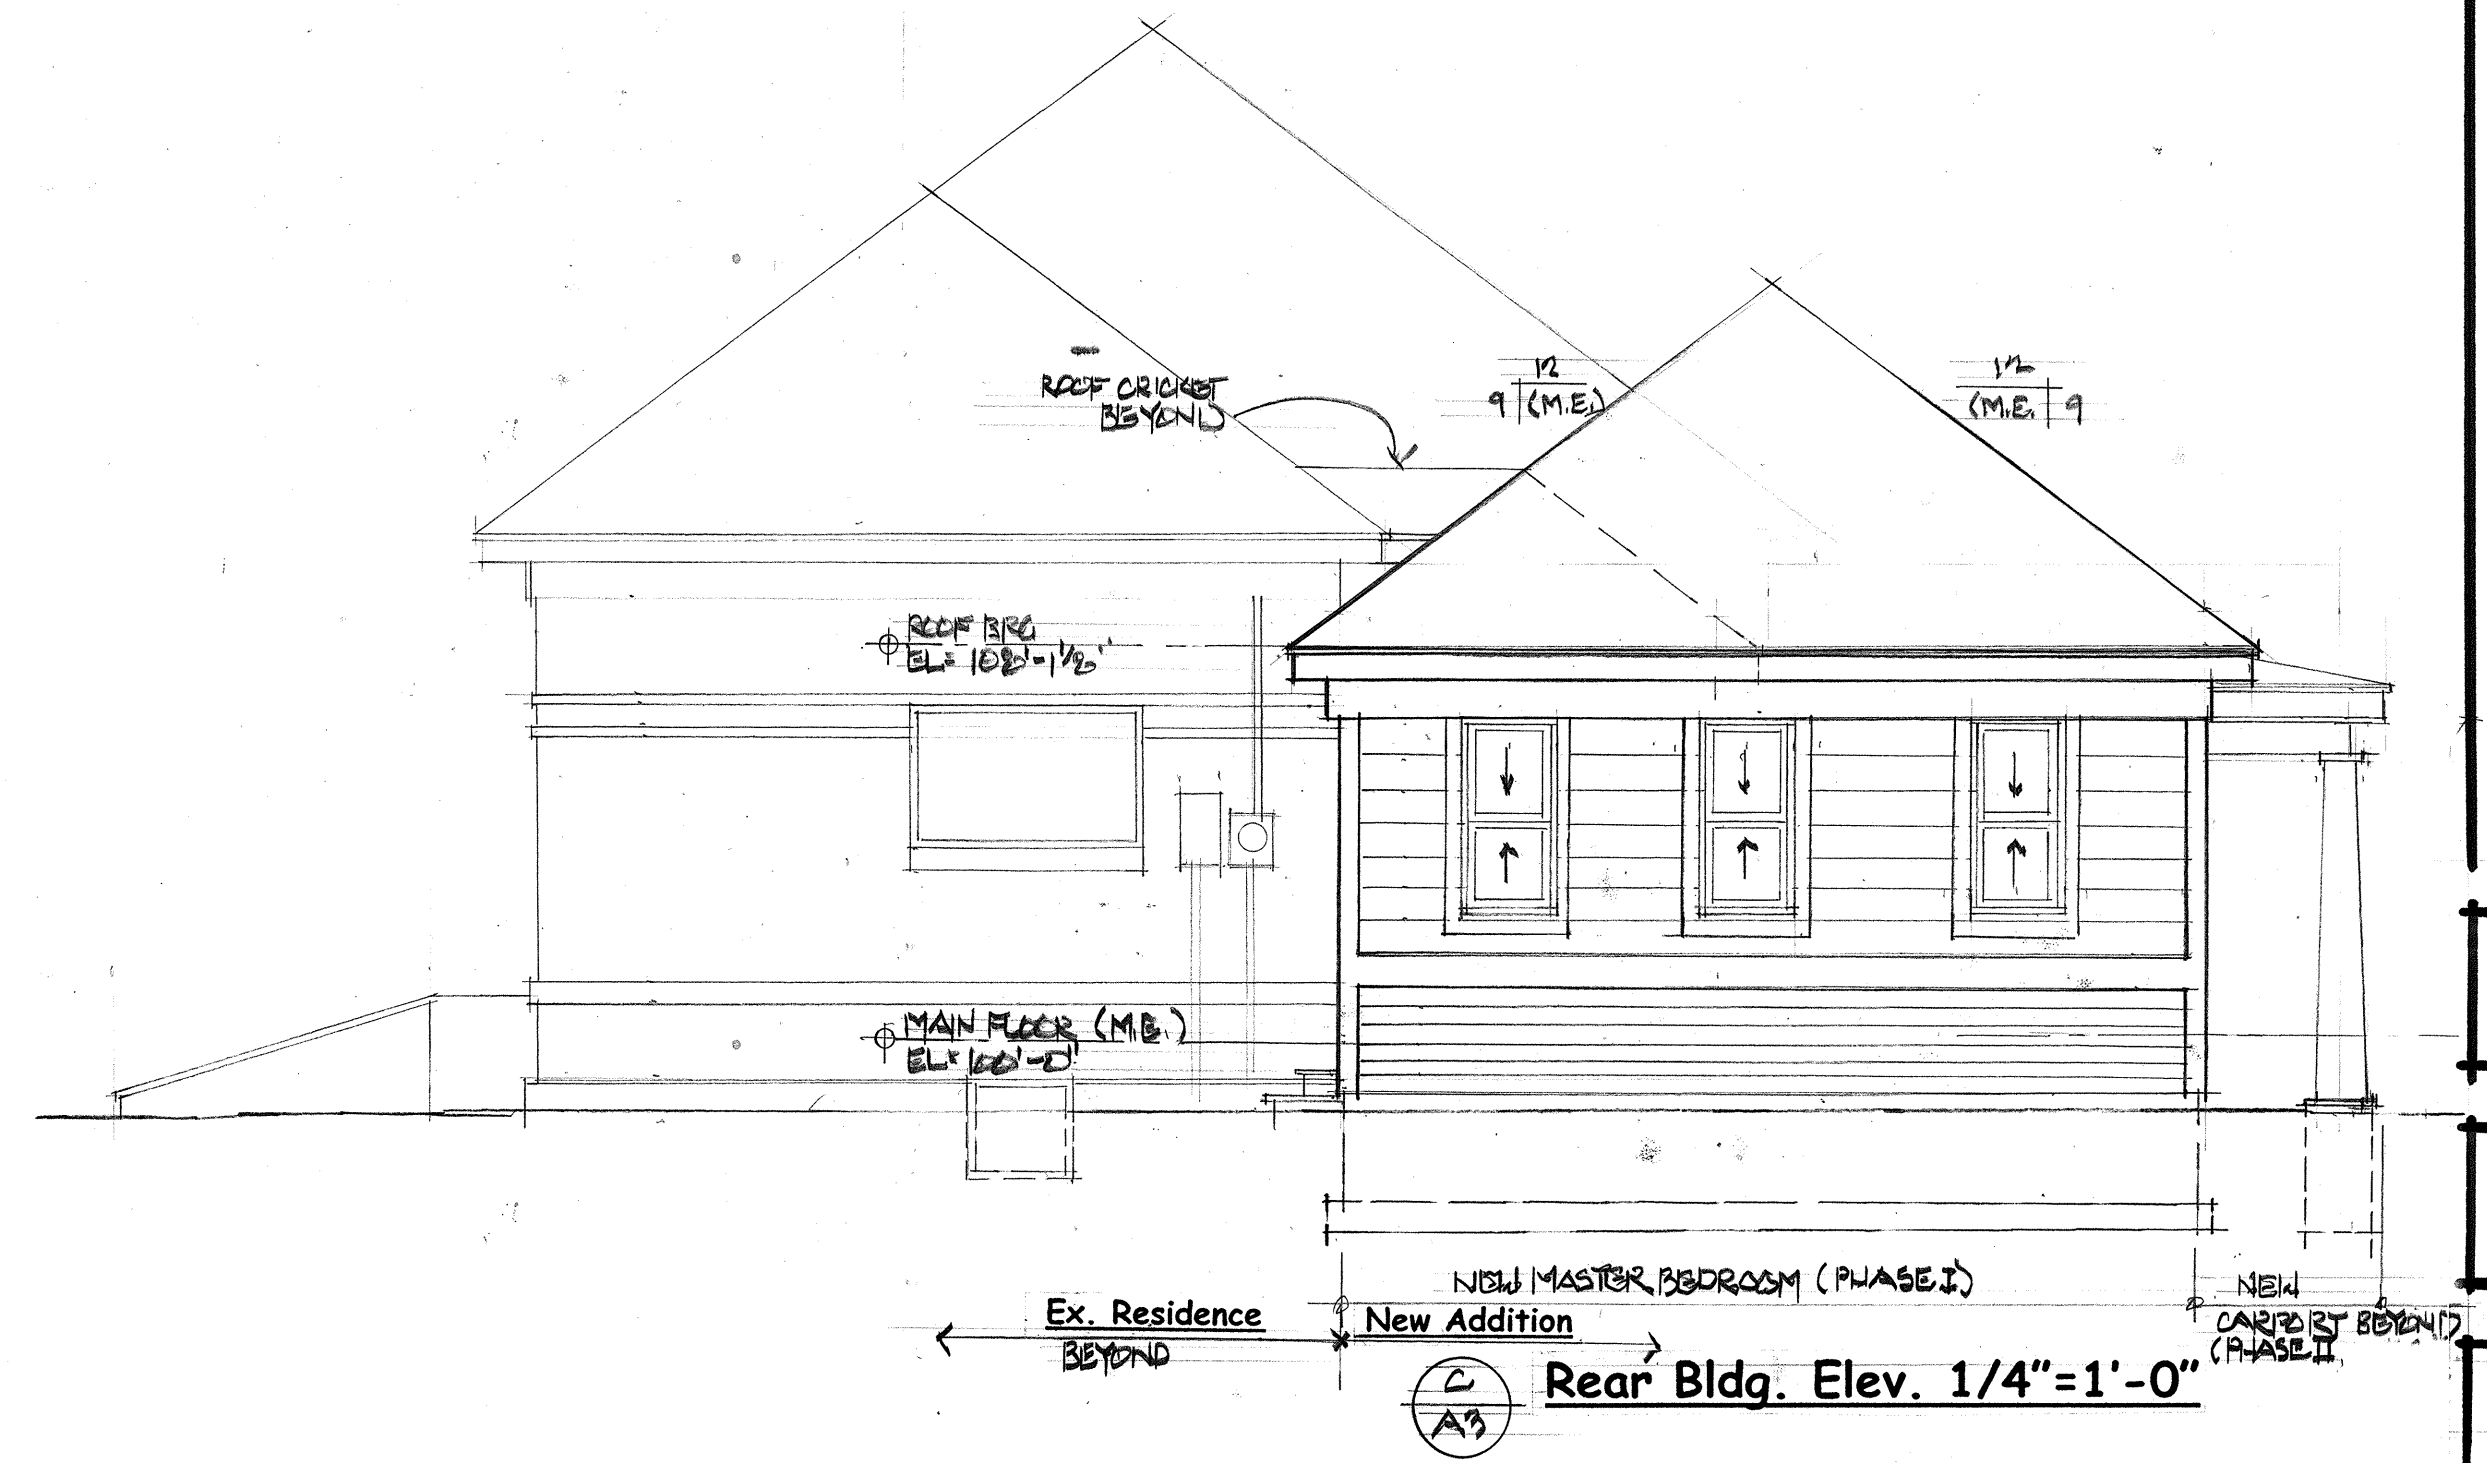 ROOF CRICKET
BEYOND
12
9 (M.E.)
12
(M.E. 9
ROOF BRG
EL= 108'-1 1/8"
MAIN FLOOR (M.E.)
EL= 100'-0"
NEW MASTER BEDROOM (PHASE I)
NEW
CARPORT BEYOND
(PHASE II
Ex. Residence
BEYOND
New Addition
C
A3
Rear Bldg. Elev. 1/4"=1'-0"